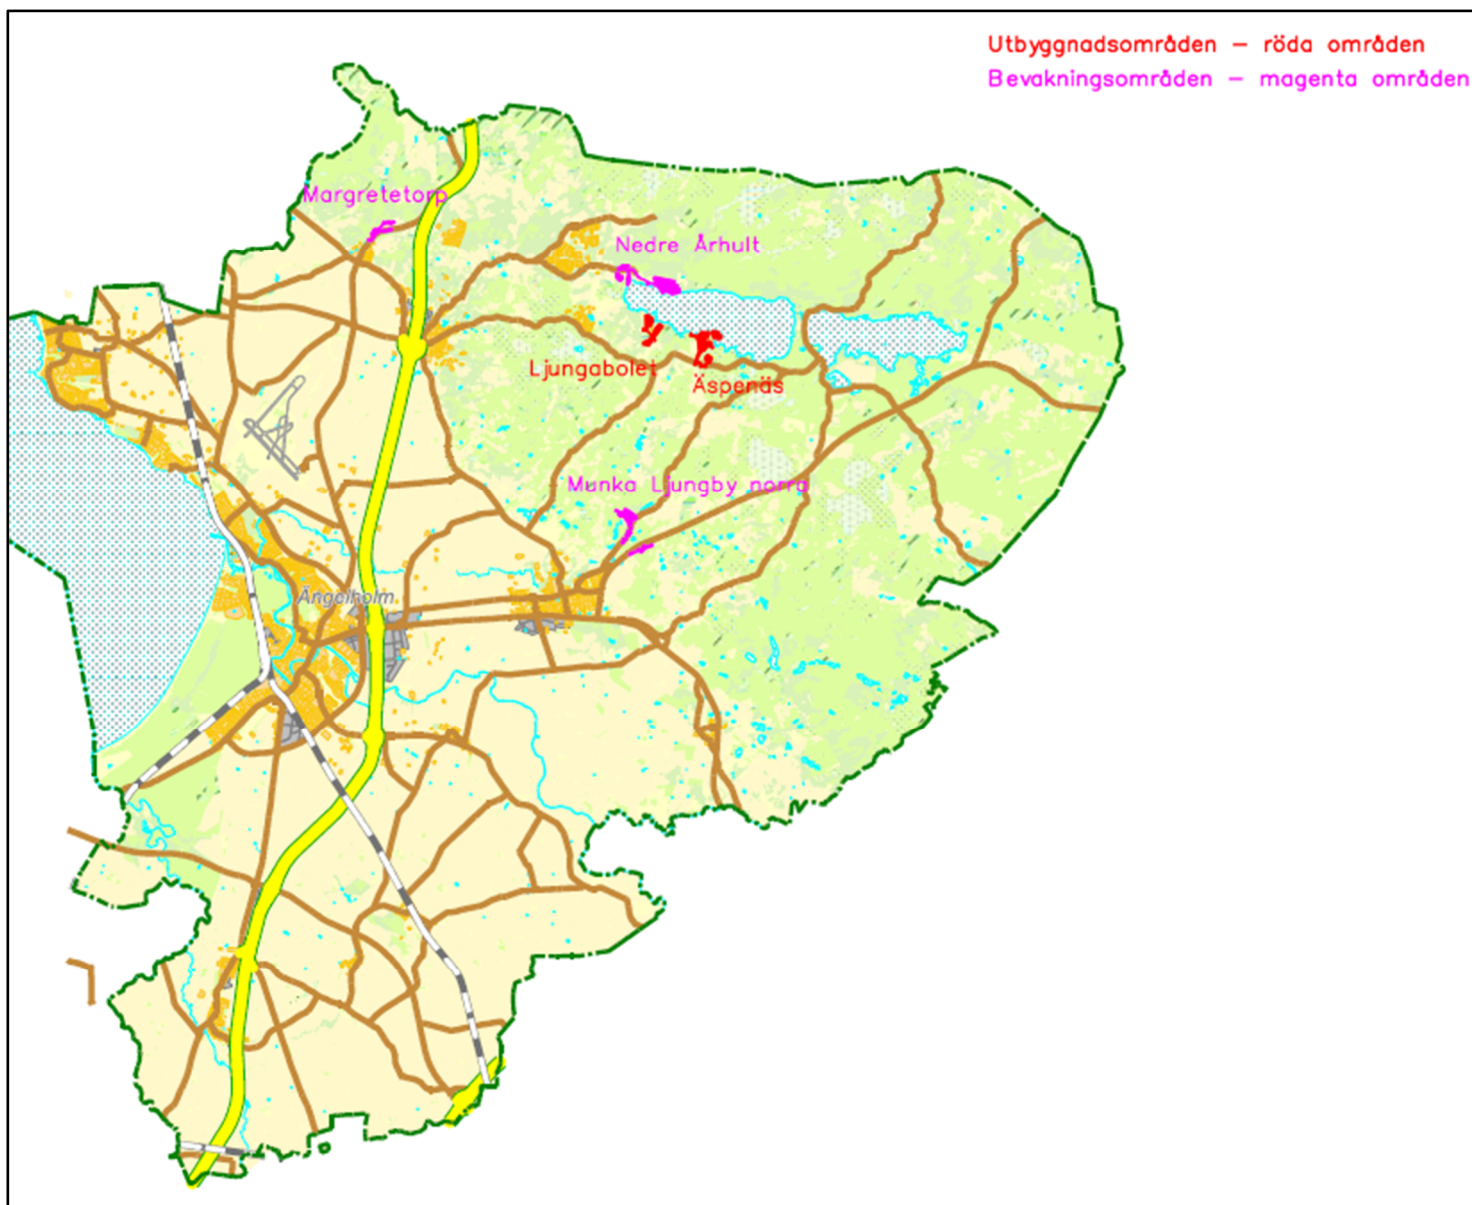 Utbyggnadsområden – röda områden
Bevakningsområden – magenta områden
Margretetorp
Nedre Århult
Ljungabolet
Äspenäs
Munka Ljungby norra
Ängelholm